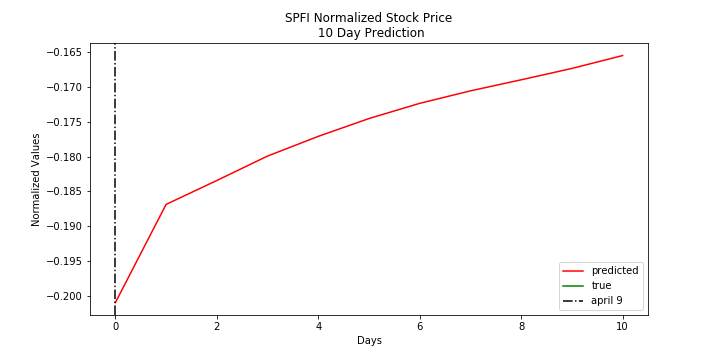 SPFI Normalized Stock Price
10 Day Prediction
−0.165
−0.170
−0.175
−0.180
−0.185
−0.190
−0.195
−0.200
Normalized Values
0 2 4 6 8 10
Days
predicted
true
april 9